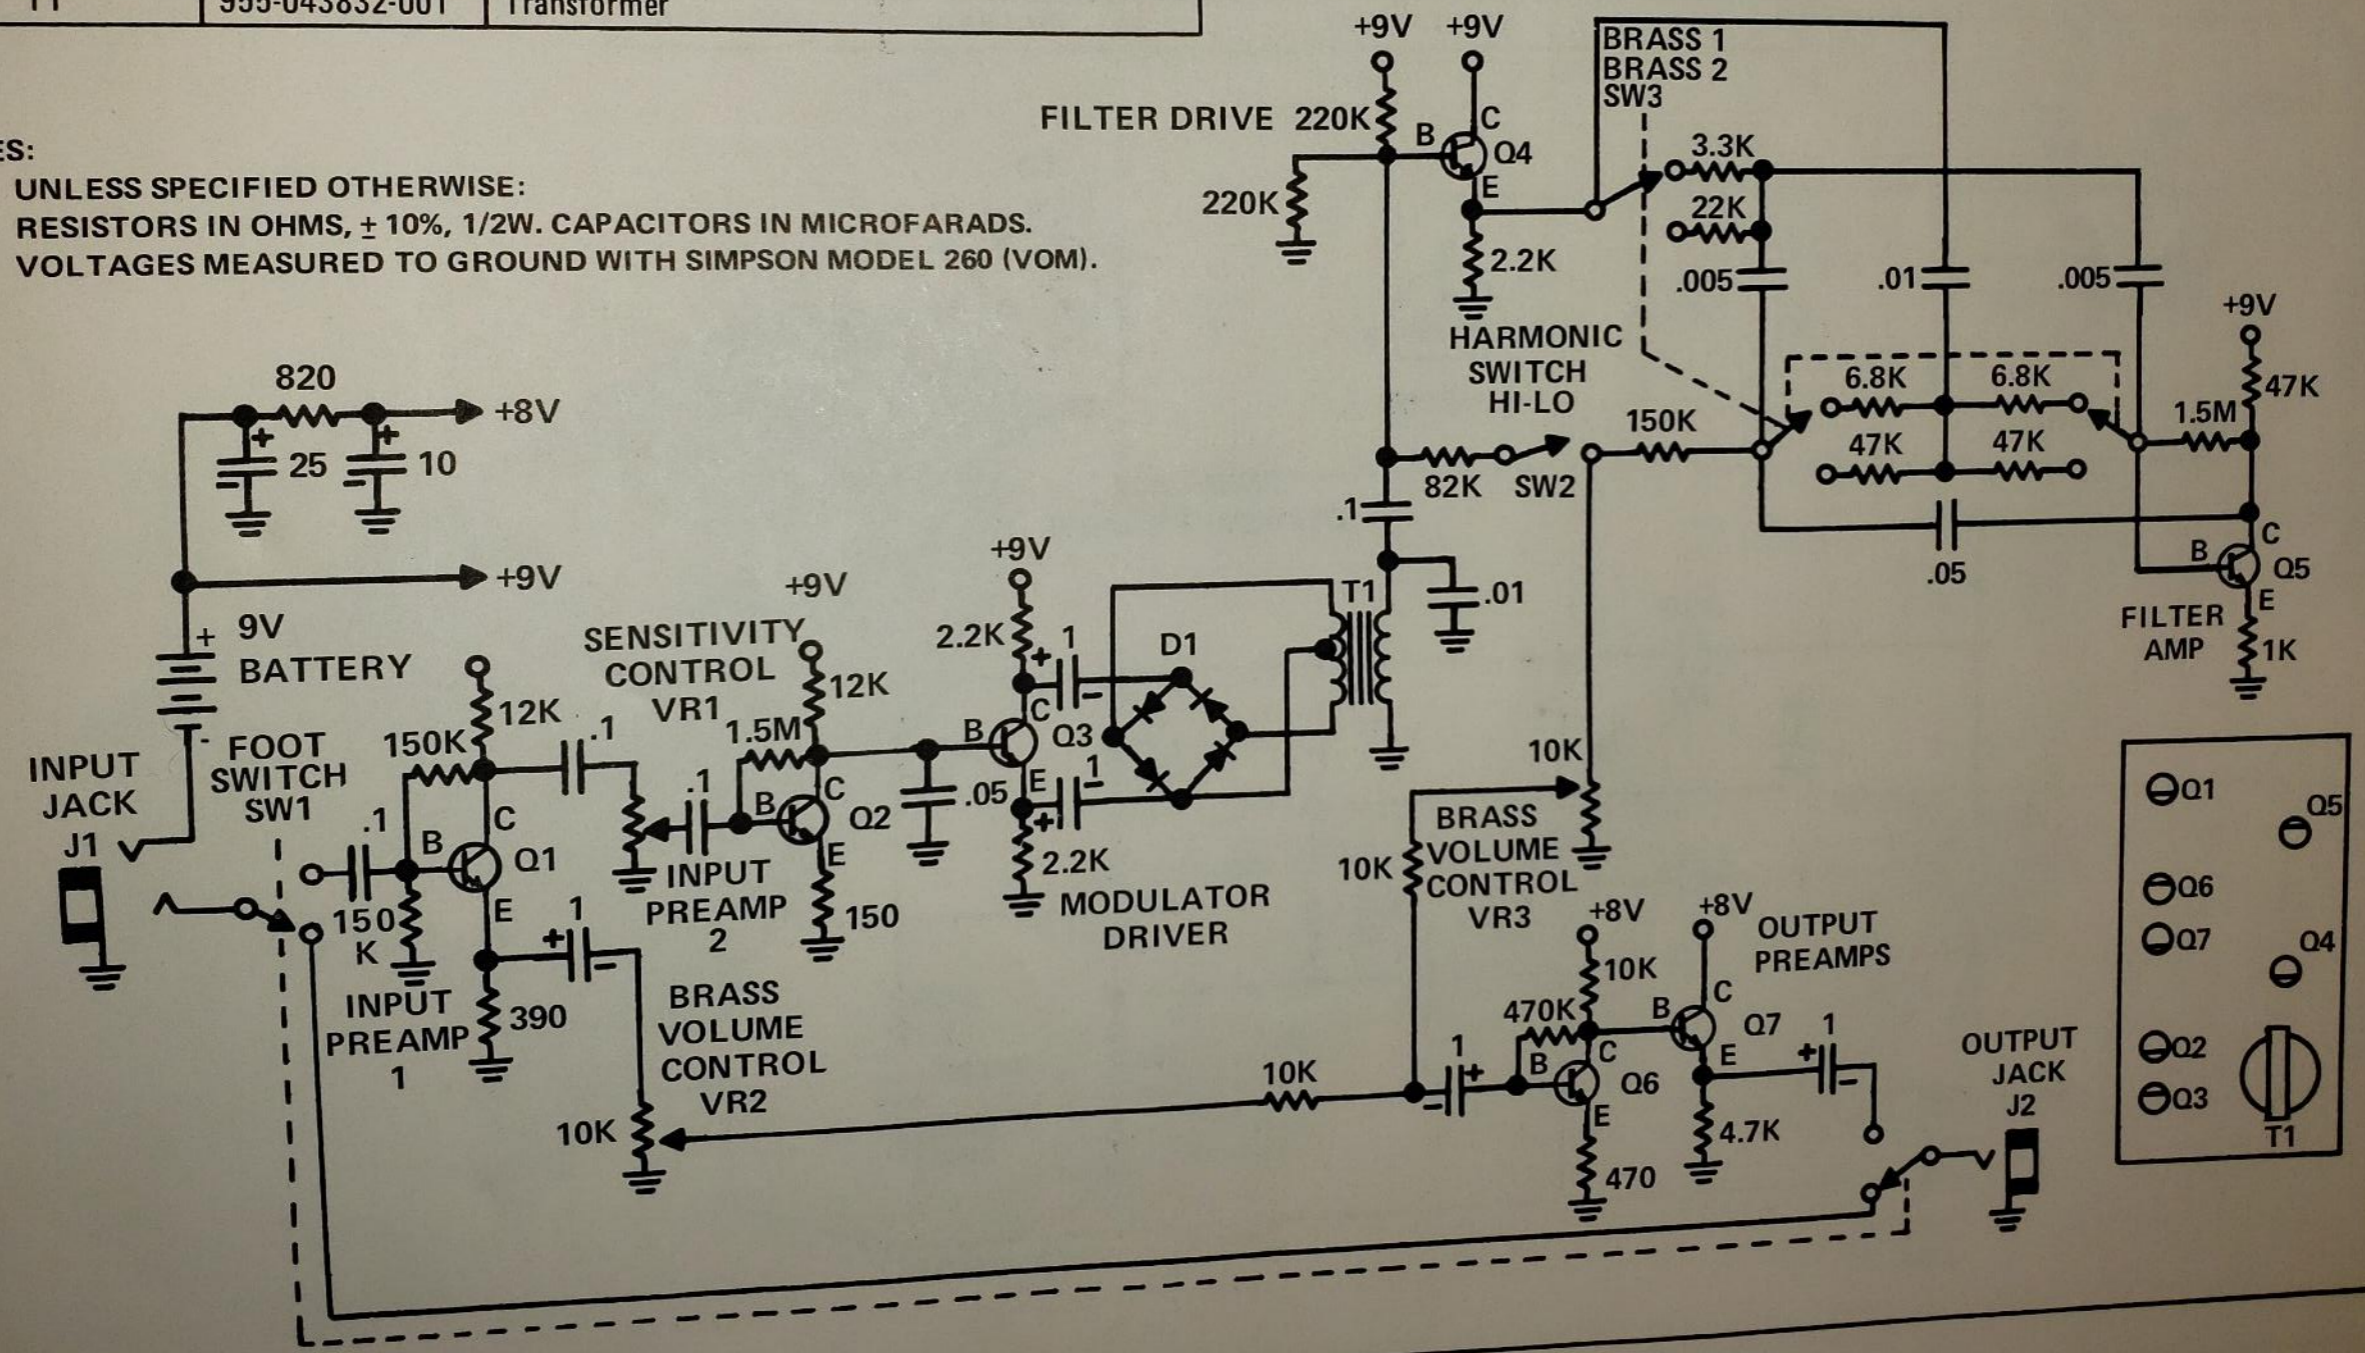 955-043832-001 Transformer
UNLESS SPECIFIED OTHERWISE:
RESISTORS IN OHMS, ± 10%, 1/2W. CAPACITORS IN MICROFARADS.
VOLTAGES MEASURED TO GROUND WITH SIMPSON MODEL 260 (VOM).
820
+8V
+
25
+
-
10
+9V
+
9V
BATTERY
-
INPUT
JACK
J1
FOOT
SWITCH
SW1
.1
150K
12K
.1
B
C
Q1
E
150
K
INPUT
PREAMP
1
390
+
1
-
BRASS
VOLUME
CONTROL
VR2
10K
SENSITIVITY
CONTROL
VR1
+9V
12K
1.5M
.1
B
C
Q2
E
INPUT
PREAMP
2
150
.05
+9V
2.2K
+
1
-
B
C
Q3
E
1
-
+
2.2K
MODULATOR
DRIVER
D1
T1
.01
.1
+9V
+9V
FILTER DRIVE
220K
220K
B
C
Q4
E
2.2K
BRASS 1
BRASS 2
SW3
3.3K
22K
.005
.01
.005
HARMONIC
SWITCH
HI-LO
82K
SW2
150K
6.8K
6.8K
47K
47K
+9V
47K
1.5M
.05
B
C
Q5
E
FILTER
AMP
1K
10K
BRASS
VOLUME
CONTROL
VR3
10K
10K
+8V
+8V
OUTPUT
PREAMPS
10K
470K
1
+
-
B
C
Q6
E
470
B
C
Q7
E
4.7K
+
1
-
OUTPUT
JACK
J2
Q1
Q5
Q6
Q7
Q4
Q2
Q3
T1